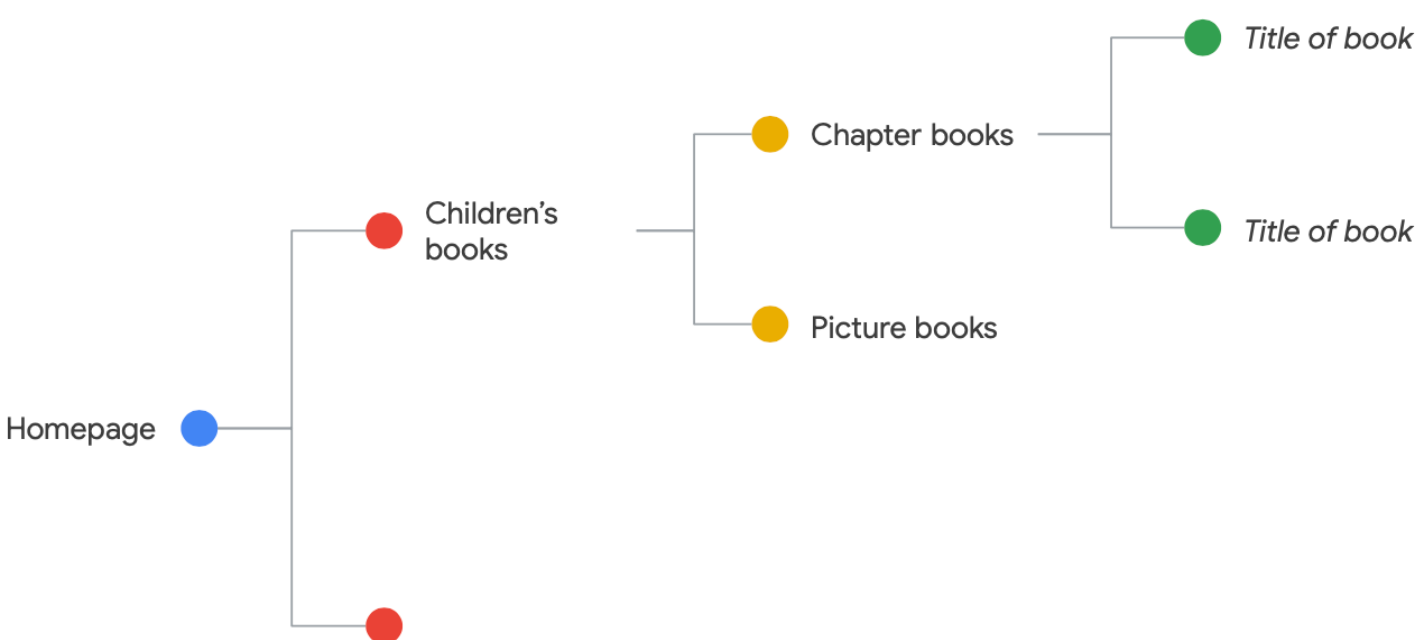 Title of book
Chapter books
Children’s
books
Title of book
Picture books
Homepage